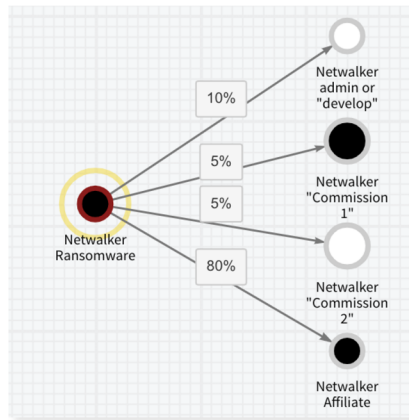 10%
Netwalker
admin or
"develop"
5%
Netwalker
"Commission
1"
5%
Netwalker
Ransomware
Netwalker
"Commission
2"
80%
Netwalker
Affiliate